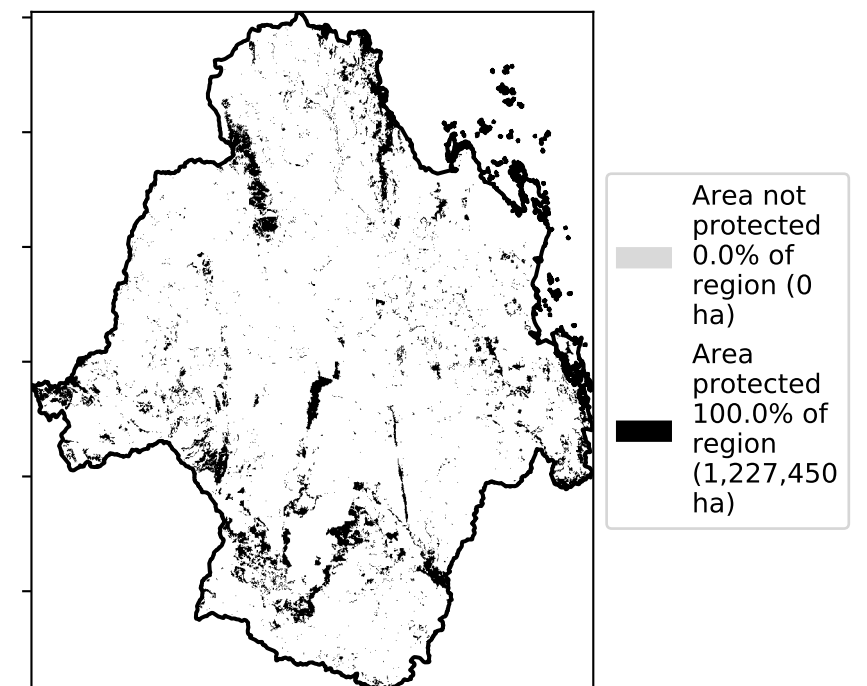 Area not
protected
0.0% of
region (0
ha)
Area
protected
100.0% of
region
(1,227,450
ha)